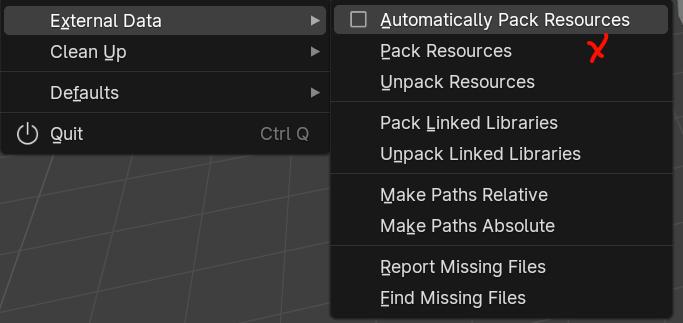 External Data
Clean Up
Defaults
Quit Ctrl Q
Automatically Pack Resources
Pack Resources
Unpack Resources
Pack Linked Libraries
Unpack Linked Libraries
Make Paths Relative
Make Paths Absolute
Report Missing Files
Find Missing Files